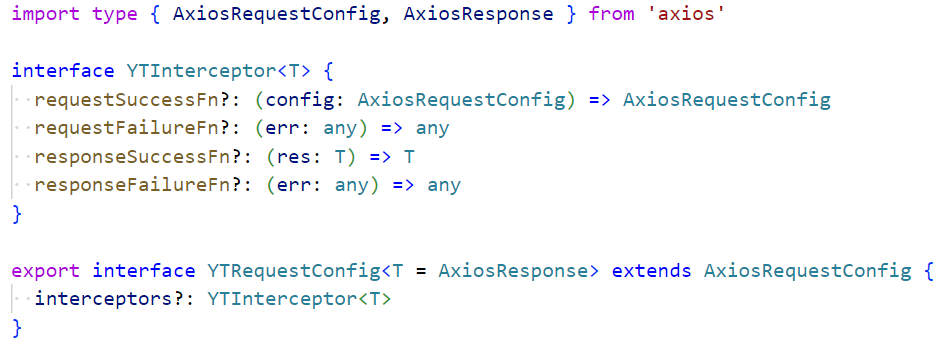 import type { AxiosRequestConfig, AxiosResponse } from 'axios'
interface YTInterceptor<T> {
requestSuccessFn?: (config: AxiosRequestConfig) => AxiosRequestConfig
requestFailureFn?: (err: any) => any
responseSuccessFn?: (res: T) => T
responseFailureFn?: (err: any) => any
}
export interface YTRequestConfig<T = AxiosResponse> extends AxiosRequestConfig {
interceptors?: YTInterceptor<T>
}